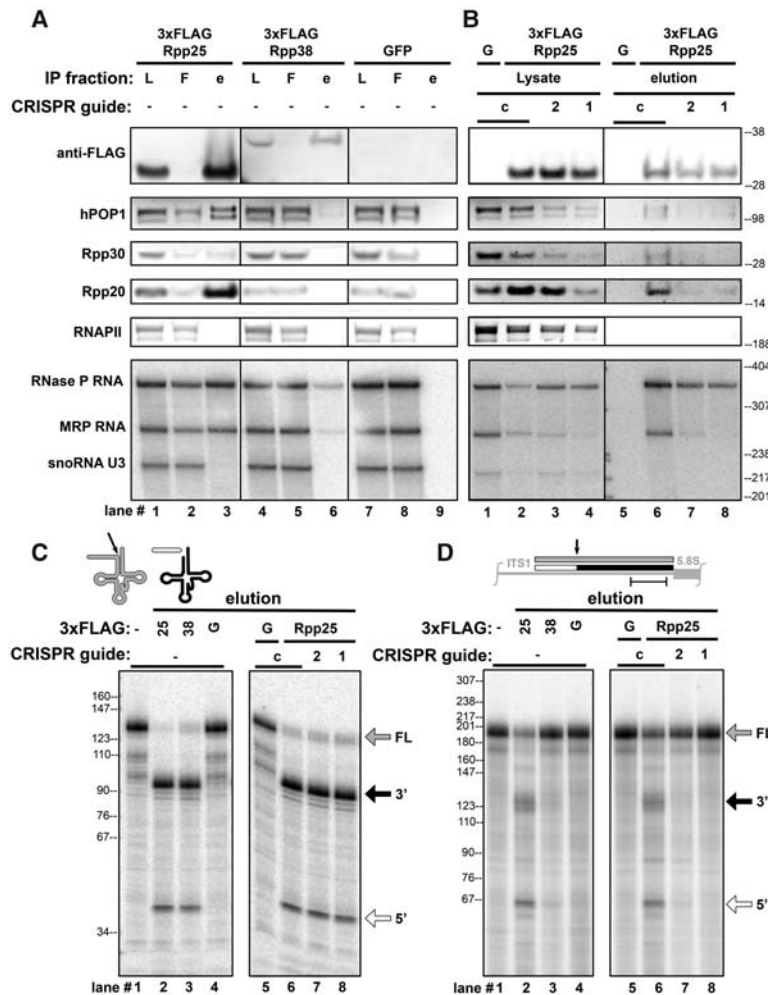 A
3xFLAG Rpp25
3xFLAG Rpp38
GFP
IP fraction: L F e L F e L F e
CRISPR guide: - - - - - - - - -
anti-FLAG
hPOP1
Rpp30
Rpp20
RNAPII
RNase P RNA
MRP RNA
snoRNA U3
lane # 1 2 3 4 5 6 7 8 9
B
G 3xFLAG Rpp25 G 3xFLAG Rpp25
Lysate elution
c 2 1 c 2 1
--38
--28
--98
--28
--14
--188
--404
--307
--238
--217
--201
1 2 3 4 5 6 7 8
C
elution
3xFLAG: - 25 38 G G Rpp25
CRISPR guide: - c 2 1
160--
147--
123--
110--
90--
76--
67--
34--
FL
3'
5'
lane #1 2 3 4 5 6 7 8
D
ITS1 5.8S
elution
3xFLAG: - 25 38 G G Rpp25
CRISPR guide: - c 2 1
307--
238--
217--
201--
180--
160--
147--
123--
110--
90--
76--
67--
FL
3'
5'
lane #1 2 3 4 5 6 7 8